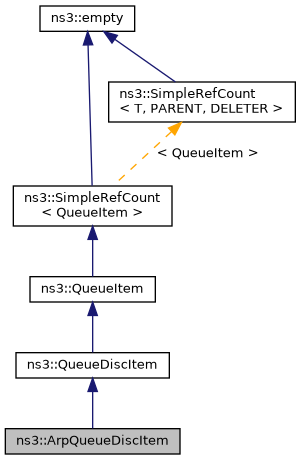 ns3::empty
ns3::SimpleRefCount
< T, PARENT, DELETER >
< QueueItem >
ns3::SimpleRefCount
< QueueItem >
ns3::QueueItem
ns3::QueueDiscItem
ns3::ArpQueueDiscItem